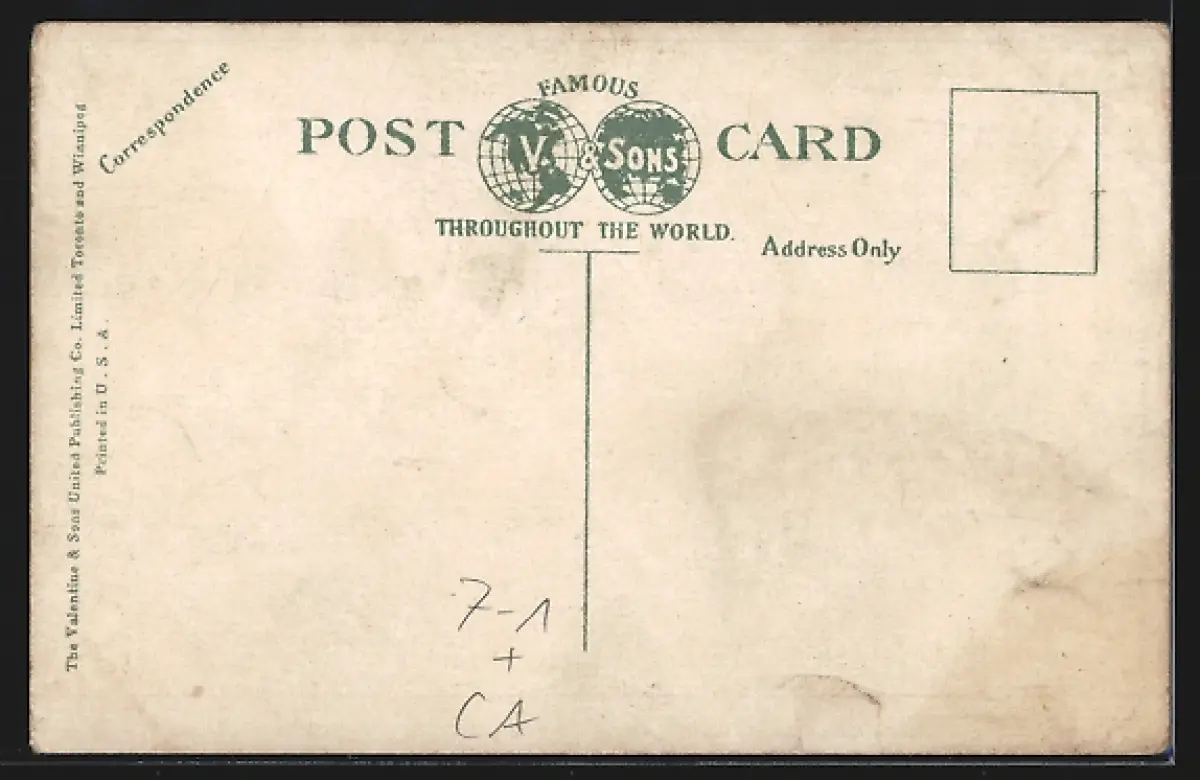 Correspondence
FAMOUS
POST V. & SONS CARD
THROUGHOUT THE WORLD.
Address Only
The Valentine & Sons United Publishing Co. Limited Toronto and Winnipeg
Printed in U. S. A.
7-1
+
CA